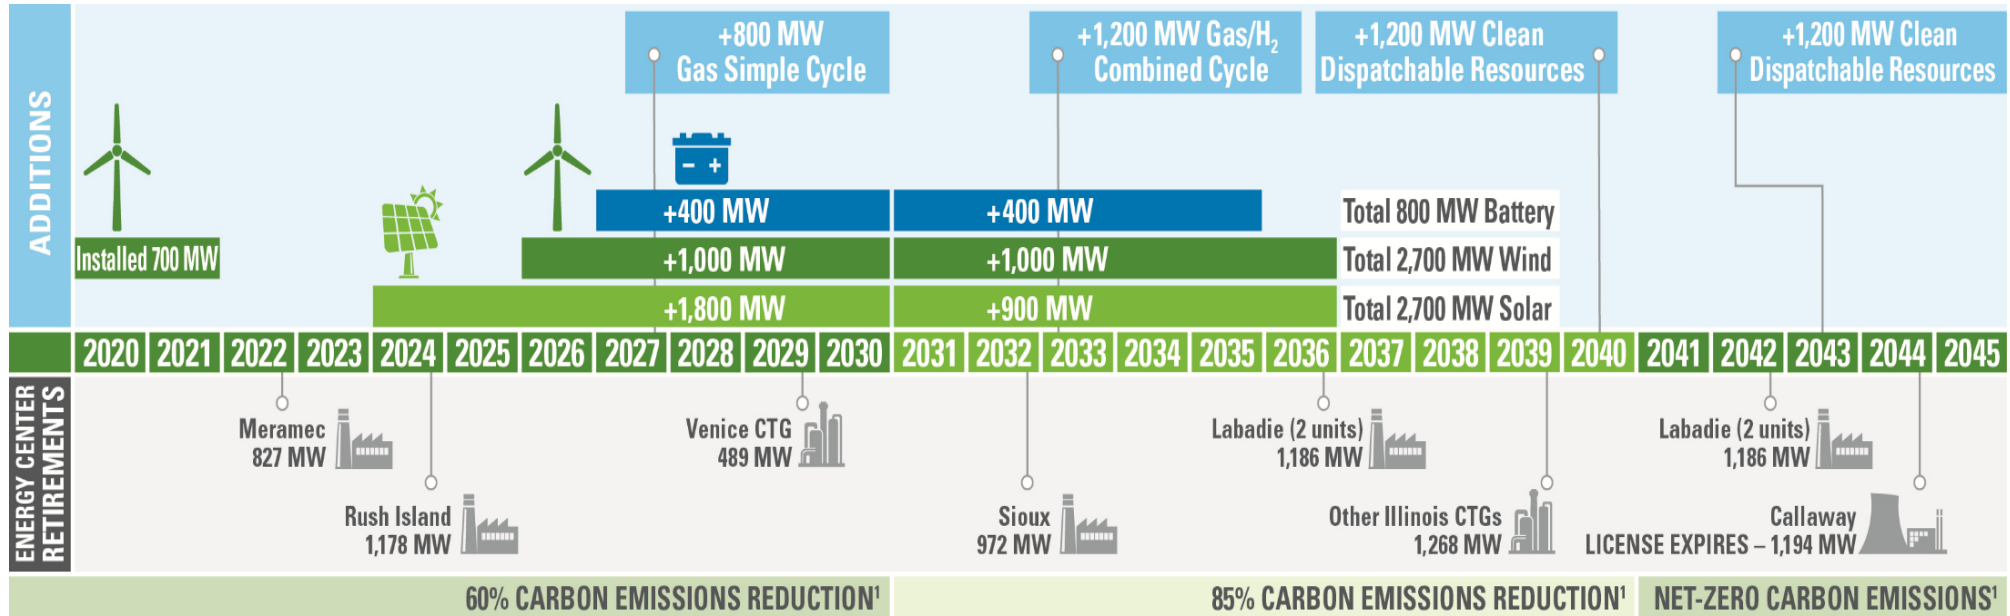 ADDITIONS
+800 MW
Gas Simple Cycle
+1,200 MW Gas/H₂
Combined Cycle
+1,200 MW Clean
Dispatchable Resources
+1,200 MW Clean
Dispatchable Resources
- +
+400 MW
+400 MW
Total 800 MW Battery
Installed 700 MW
+1,000 MW
+1,000 MW
Total 2,700 MW Wind
+1,800 MW
+900 MW
Total 2,700 MW Solar
2020 2021 2022 2023 2024 2025 2026 2027 2028 2029 2030 2031 2032 2033 2034 2035 2036 2037 2038 2039 2040 2041 2042 2043 2044 2045
ENERGY CENTER
RETIREMENTS
Meramec
827 MW
Rush Island
1,178 MW
Venice CTG
489 MW
Sioux
972 MW
Labadie (2 units)
1,186 MW
Other Illinois CTGs
1,268 MW
Labadie (2 units)
1,186 MW
Callaway
LICENSE EXPIRES – 1,194 MW
60% CARBON EMISSIONS REDUCTION¹
85% CARBON EMISSIONS REDUCTION¹
NET-ZERO CARBON EMISSIONS¹